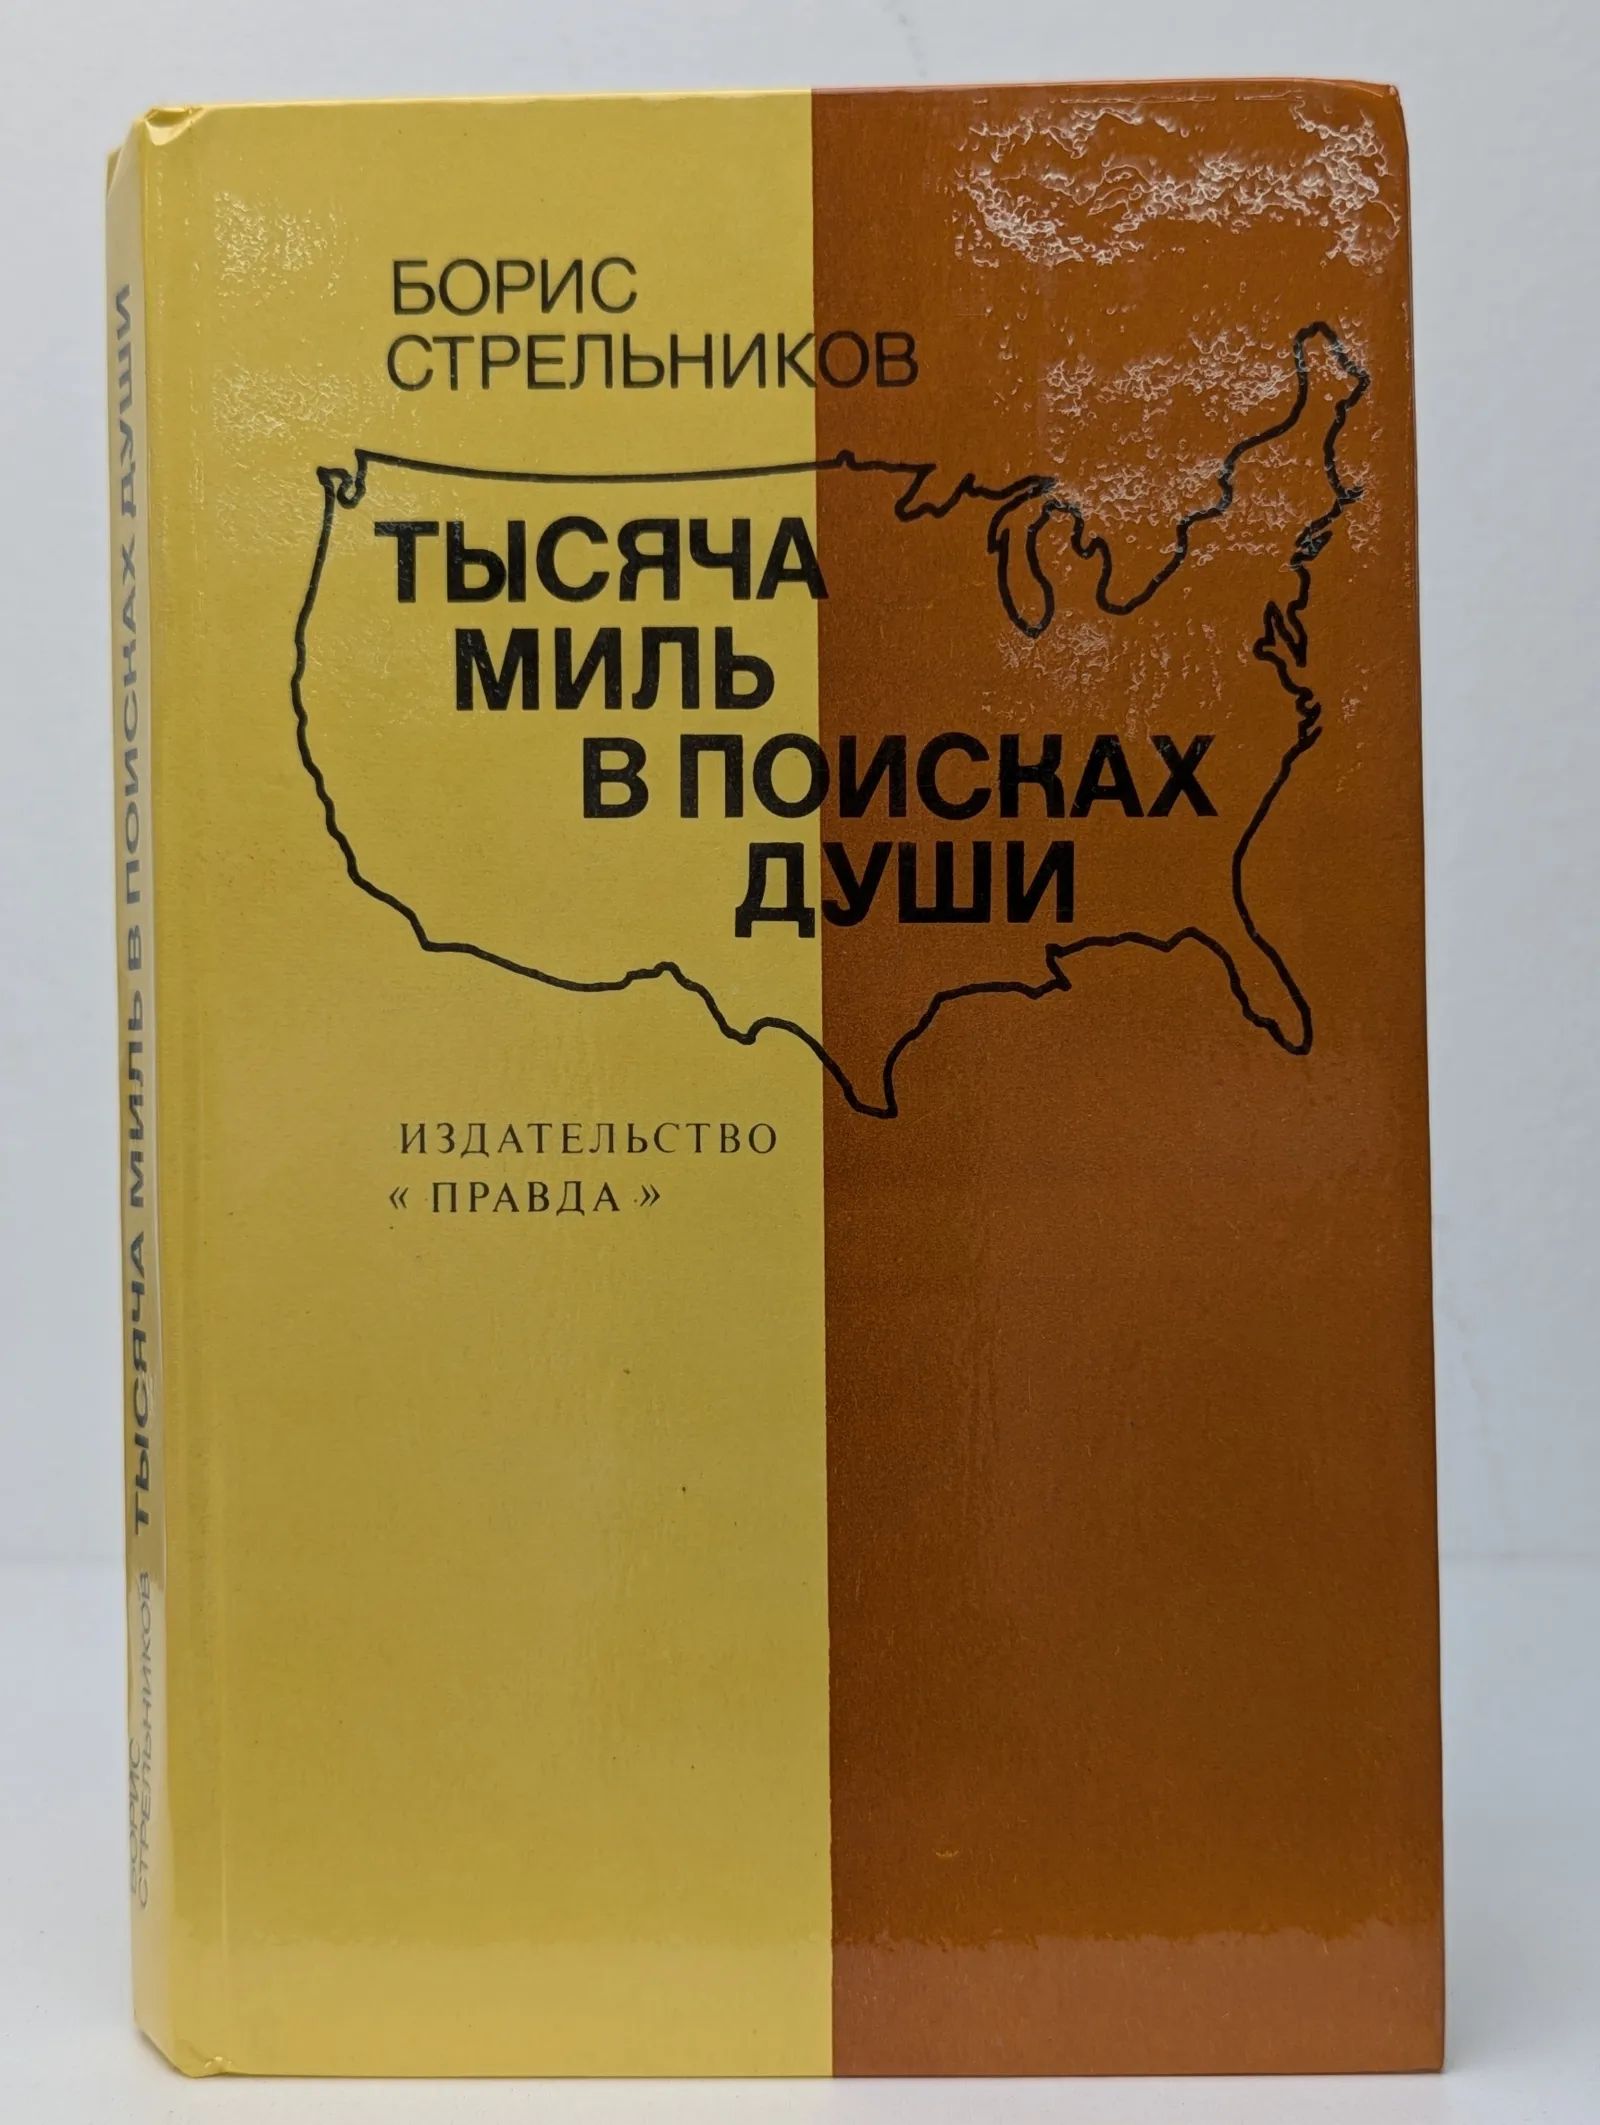 БОРИС
СТРЕЛЬНИКОВ
ТЫСЯЧА
МИЛЬ
В ПОИСКАХ
ДУШИ
ИЗДАТЕЛЬСТВО
« ПРАВДА »
БОРИС
СТРЕЛЬНИКОВ
ТЫСЯЧА МИЛЬ В ПОИСКАХ ДУШИ